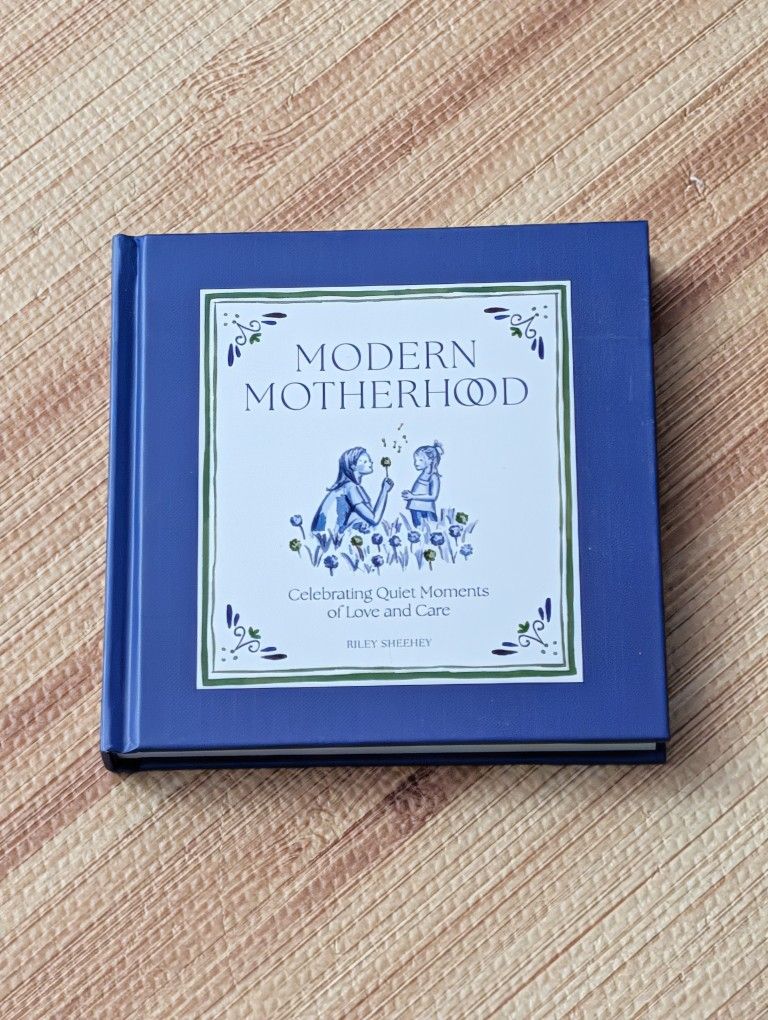 MODERN
MOTHERHOOD
Celebrating Quiet Moments
of Love and Care
RILEY SHEEHEY